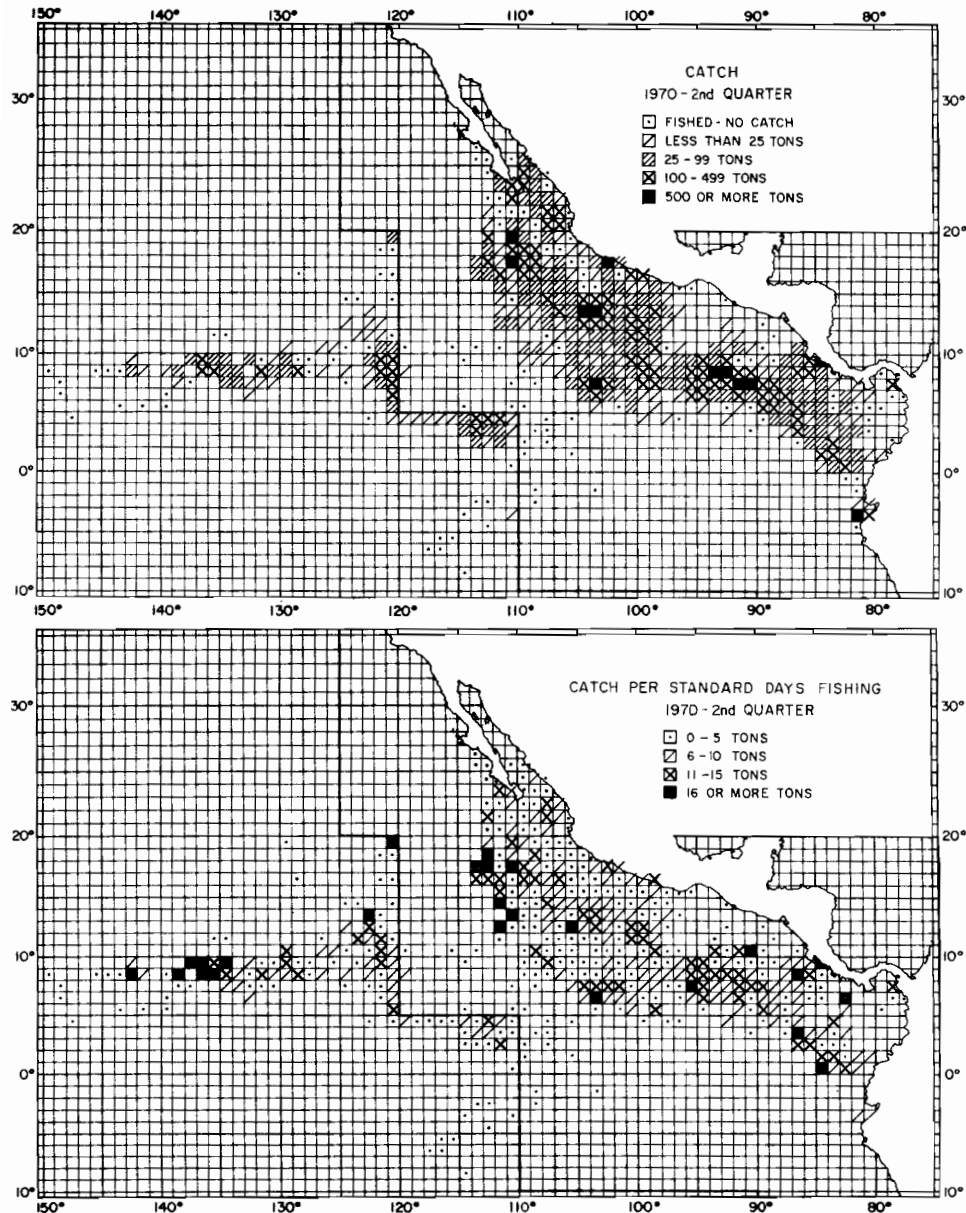 150° 140° 130° 120° 110° 100° 90° 80°
CATCH
1970 - 2nd QUARTER
FISHED - NO CATCH
LESS THAN 25 TONS
25 - 99 TONS
100 - 499 TONS
500 OR MORE TONS
30° 30°
20° 20°
10° 10°
0° 0°
10° 10°
150° 140° 130° 120° 110° 100° 90° 80°
CATCH PER STANDARD DAYS FISHING
1970 - 2nd QUARTER
0 - 5 TONS
6 - 10 TONS
11 - 15 TONS
16 OR MORE TONS
30° 30°
20° 20°
10° 10°
0° 0°
10° 10°
150° 140° 130° 120° 110° 100° 90° 80°